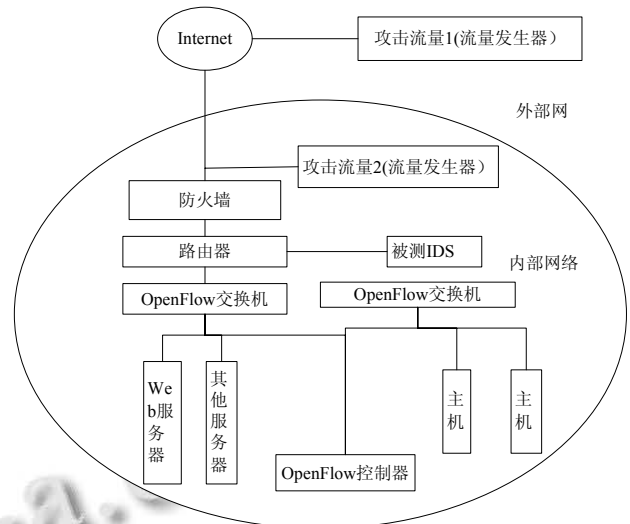 Internet
攻击流量1(流量发生器）
外部网
攻击流量2(流量发生器）
防火墙
路由器
被测IDS
内部网络
OpenFlow交换机
OpenFlow交换机
We
b服
务
器
其
他
服
务
器
主
机
主
机
OpenFlow控制器